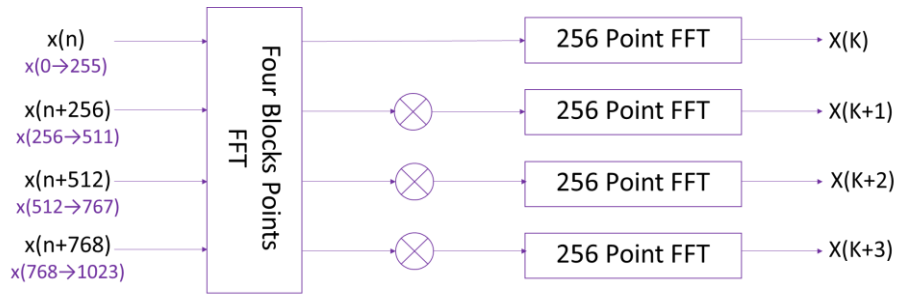 x(n)
x(0→255)
x(n+256)
x(256→511)
x(n+512)
x(512→767)
x(n+768)
x(768→1023)
Four Blocks Points
FFT
256 Point FFT
X(K)
256 Point FFT
X(K+1)
256 Point FFT
X(K+2)
256 Point FFT
X(K+3)